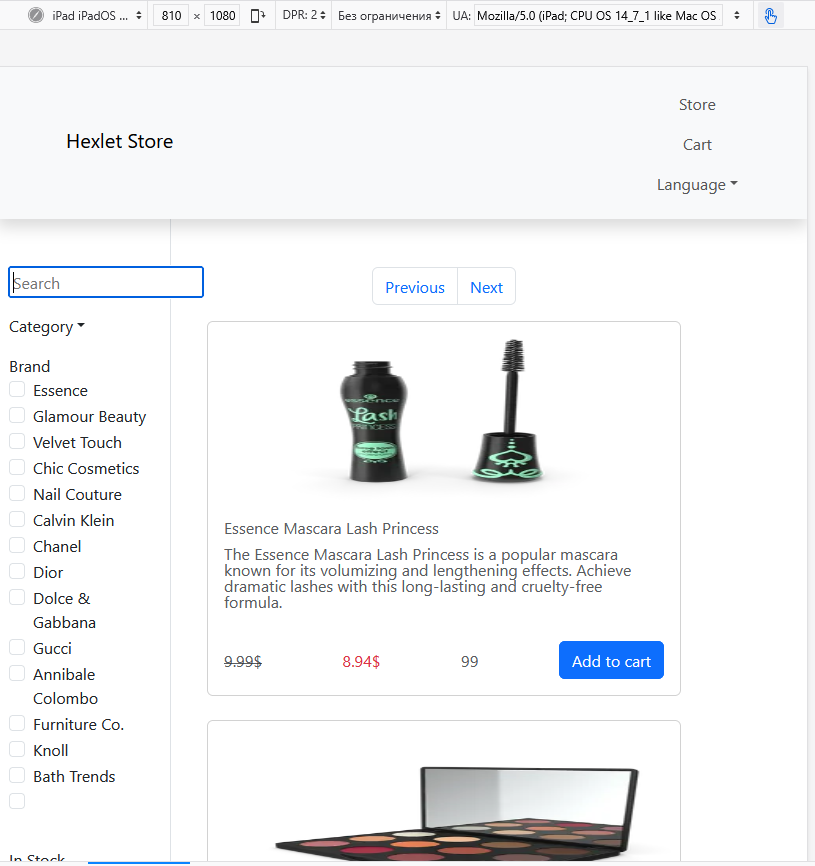 iPad iPadOS ... 810 × 1080 DPR: 2 Без ограничения UA: Mozilla/5.0 (iPad; CPU OS 14_7_1 like Mac OS
Store
Hexlet Store
Cart
Language
Search
Previous Next
Category
Brand
Essence
Glamour Beauty
Velvet Touch
Chic Cosmetics
Nail Couture
Calvin Klein
Chanel
Dior
Dolce &
Gabbana
Gucci
Annibale
Colombo
Furniture Co.
Knoll
Bath Trends
In Stock
essence
Lash
PRINCESS
Essence Mascara Lash Princess
The Essence Mascara Lash Princess is a popular mascara
known for its volumizing and lengthening effects. Achieve
dramatic lashes with this long-lasting and cruelty-free
formula.
9.99$ 8.94$ 99 Add to cart